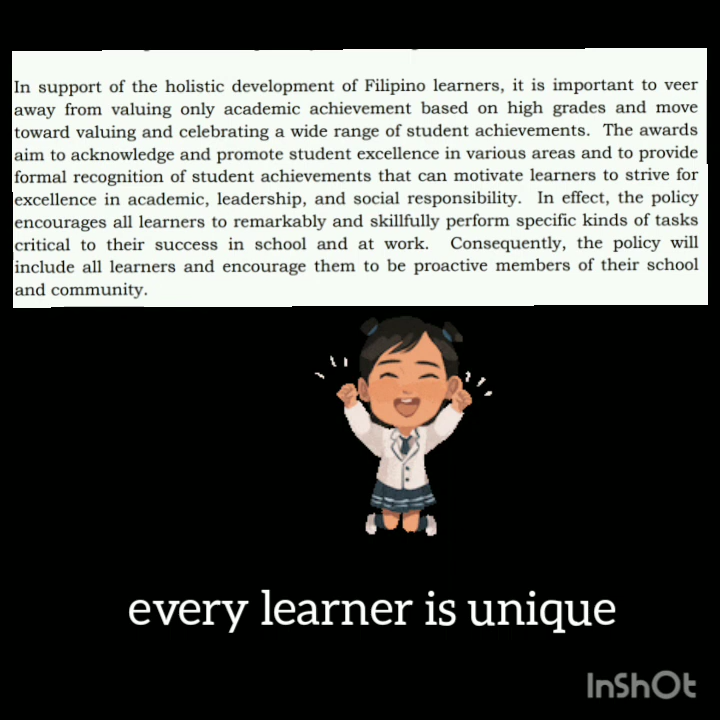 In support of the holistic development of Filipino learners, it is important to veer
away from valuing only academic achievement based on high grades and move
toward valuing and celebrating a wide range of student achievements. The awards
aim to acknowledge and promote student excellence in various areas and to provide
formal recognition of student achievements that can motivate learners to strive for
excellence in academic, leadership, and social responsibility. In effect, the policy
encourages all learners to remarkably and skillfully perform specific kinds of tasks
critical to their success in school and at work. Consequently, the policy will
include all learners and encourage them to be proactive members of their school
and community.
every learner is unique
InShOt